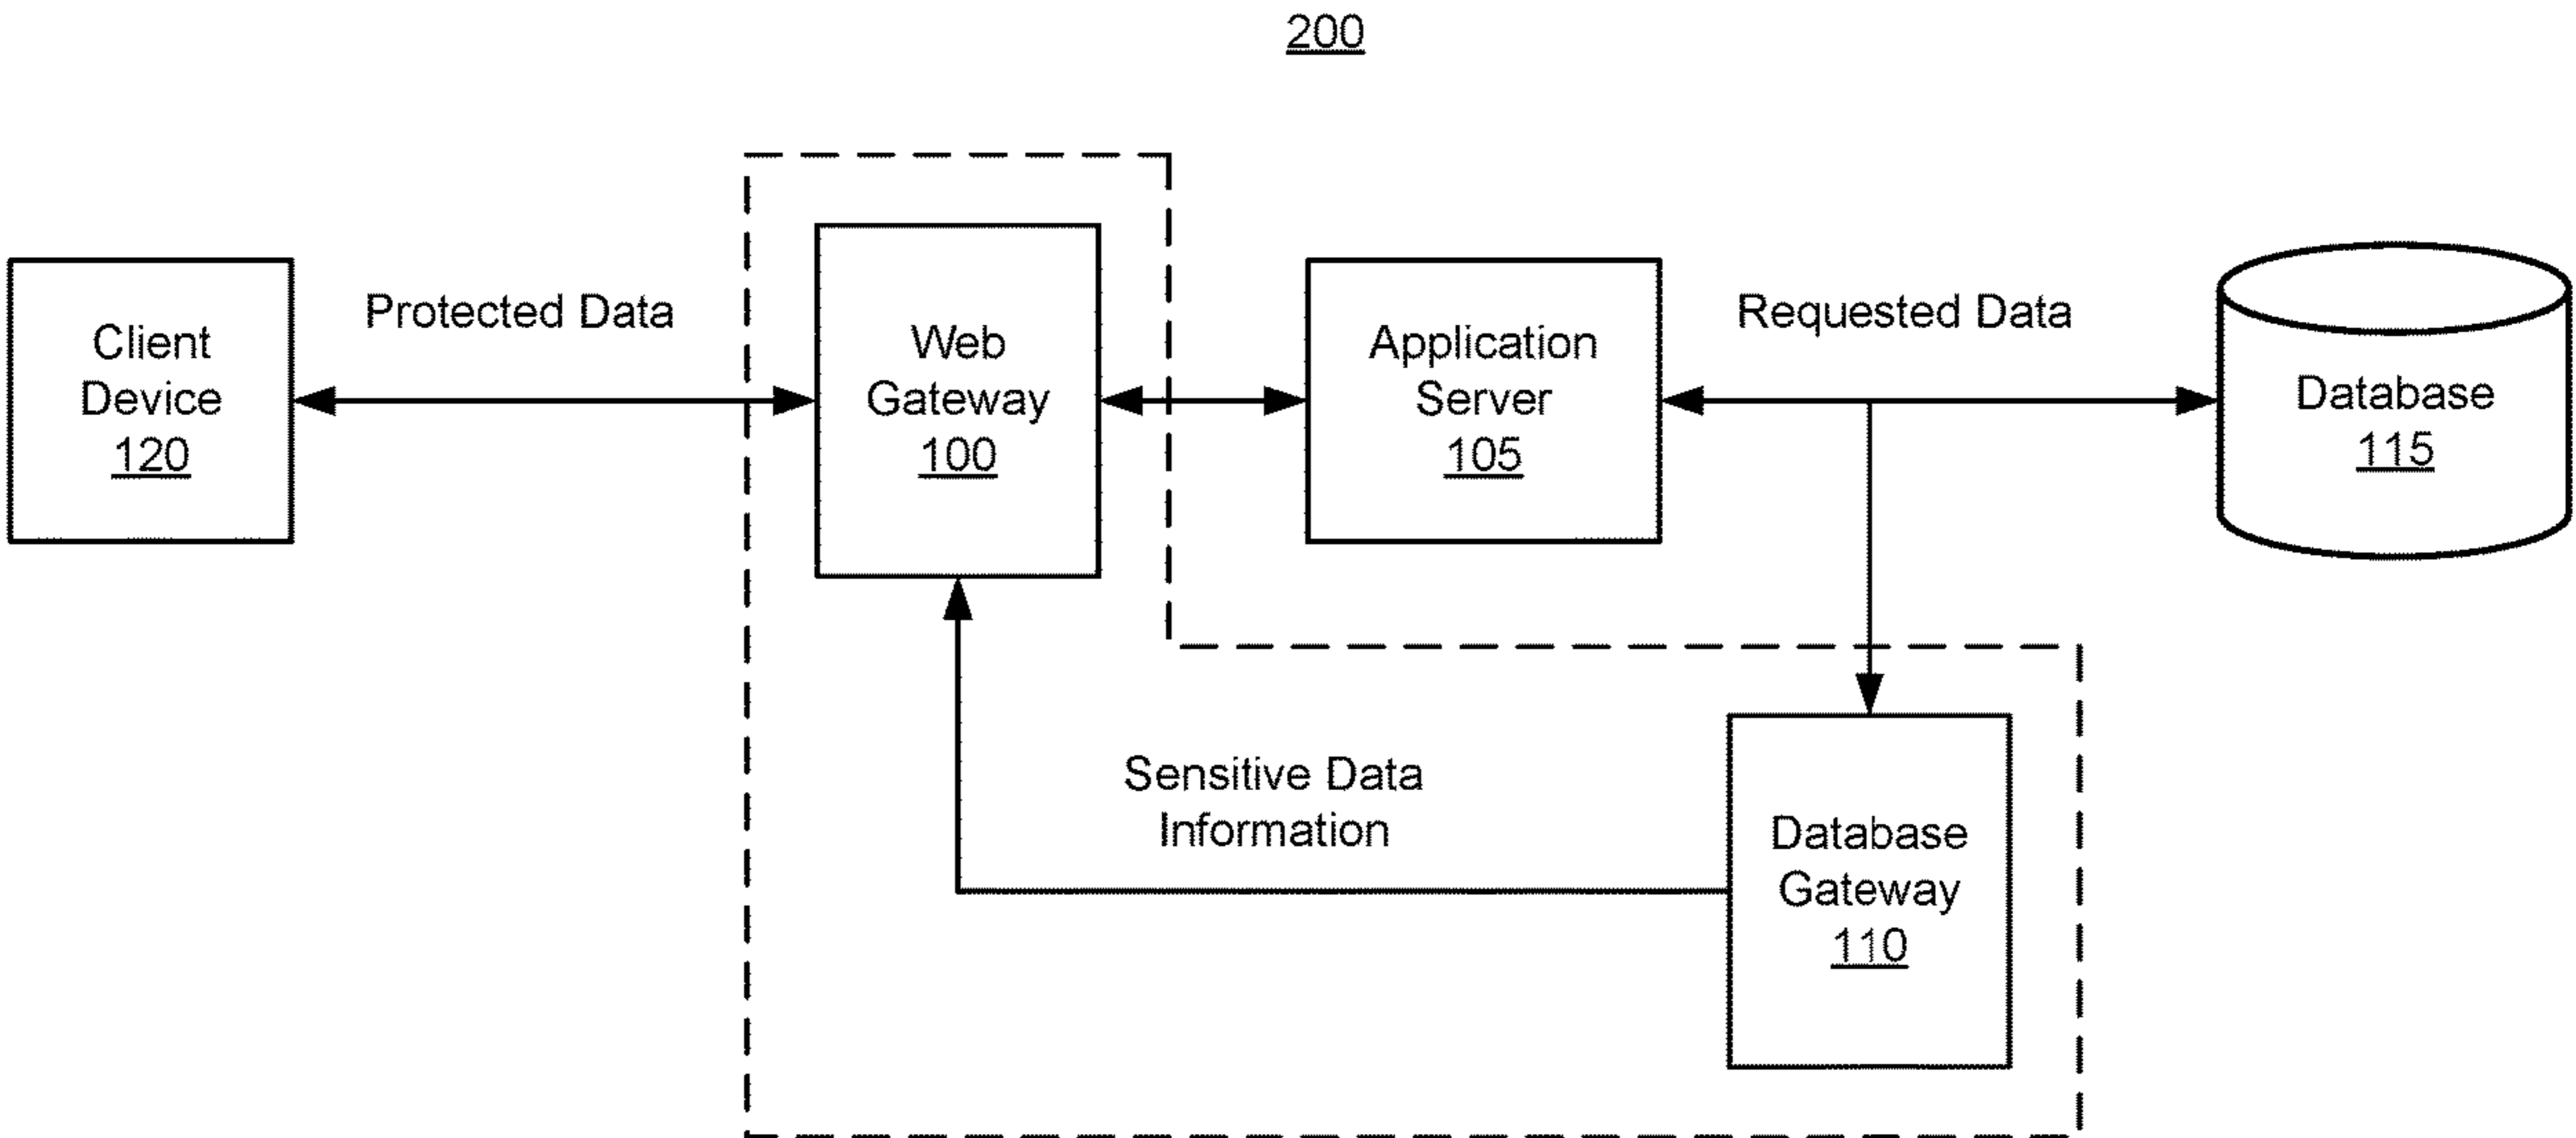 200
Client
Device
120
Protected Data
Web
Gateway
100
Application
Server
105
Requested Data
Database
115
Sensitive Data
Information
Database
Gateway
110